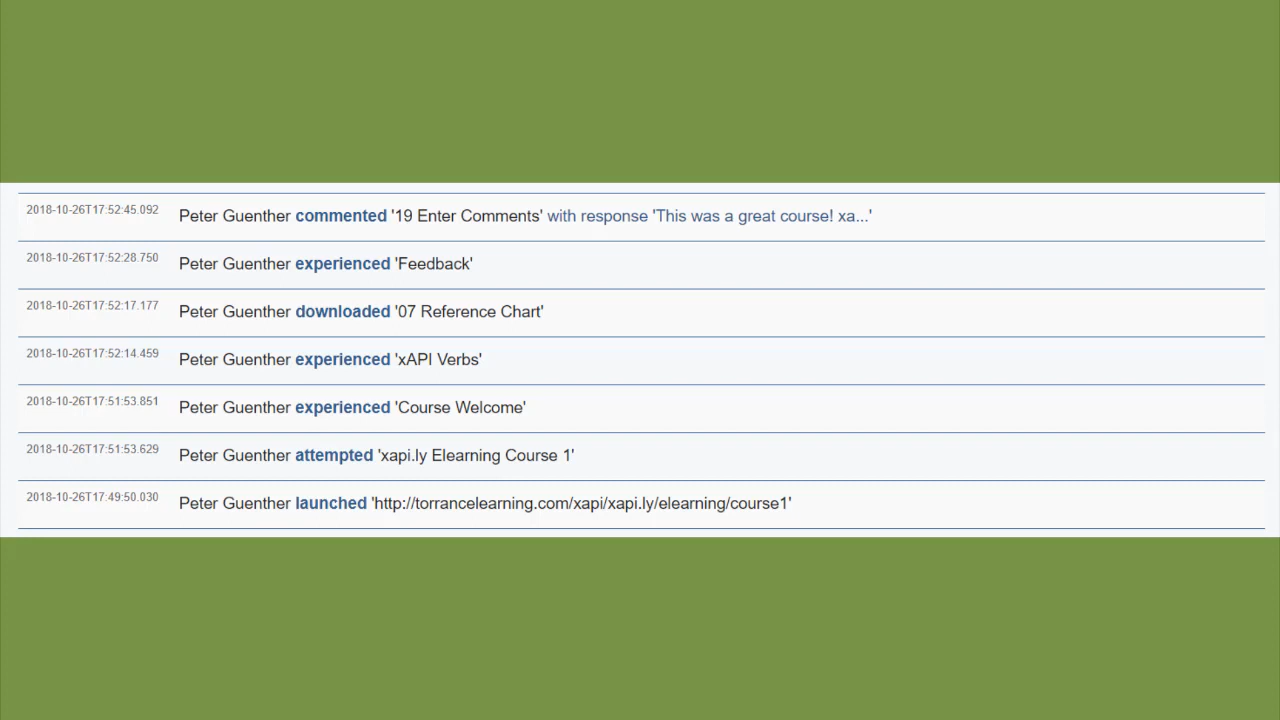 2018-10-26T17:52:45.092 Peter Guenther commented '19 Enter Comments' with response 'This was a great course! xa...'
2018-10-26T17:52:28.750 Peter Guenther experienced 'Feedback'
2018-10-26T17:52:17.177 Peter Guenther downloaded '07 Reference Chart'
2018-10-26T17:52:14.459 Peter Guenther experienced 'xAPI Verbs'
2018-10-26T17:51:53.851 Peter Guenther experienced 'Course Welcome'
2018-10-26T17:51:53.629 Peter Guenther attempted 'xapi.ly Elearning Course 1'
2018-10-26T17:49:50.030 Peter Guenther launched 'http://torrancelearning.com/xapi/xapi.ly/elearning/course1'